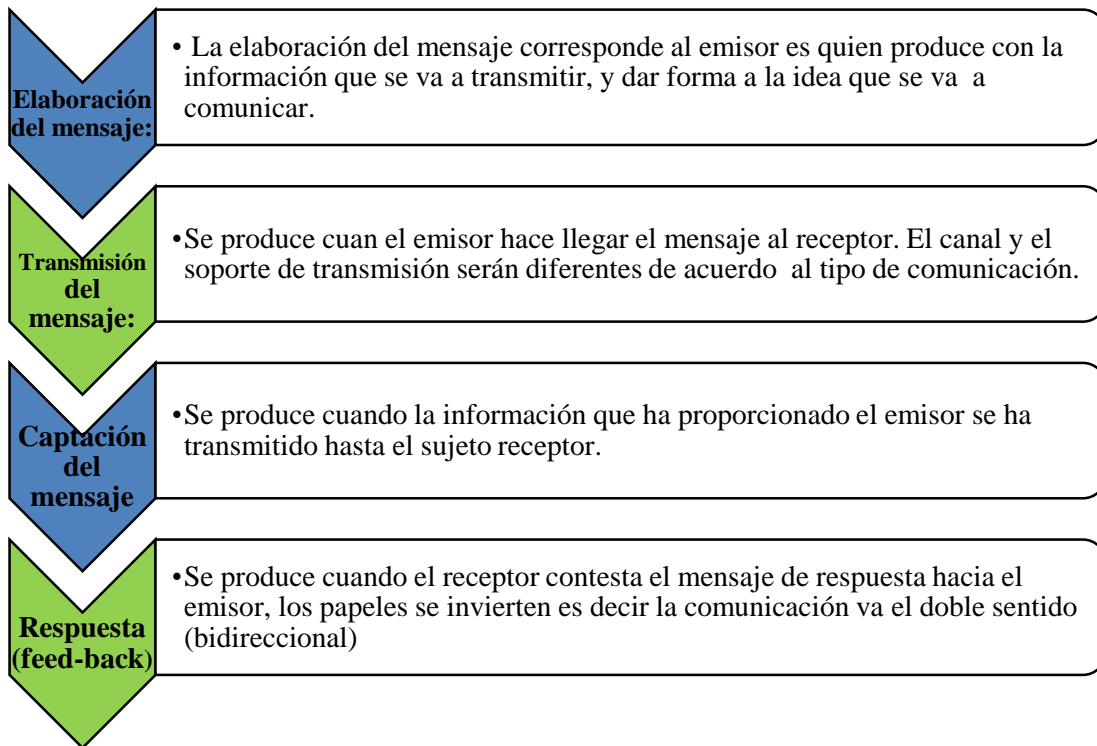 Elaboración
del mensaje:
• La elaboración del mensaje corresponde al emisor es quien produce con la
información que se va a transmitir, y dar forma a la idea que se va a
comunicar.
Transmisión
del
mensaje:
•Se produce cuan el emisor hace llegar el mensaje al receptor. El canal y el
soporte de transmisión serán diferentes de acuerdo al tipo de comunicación.
Captación
del
mensaje
•Se produce cuando la información que ha proporcionado el emisor se ha
transmitido hasta el sujeto receptor.
Respuesta
(feed-back)
•Se produce cuando el receptor contesta el mensaje de respuesta hacia el
emisor, los papeles se invierten es decir la comunicación va el doble sentido
(bidireccional)